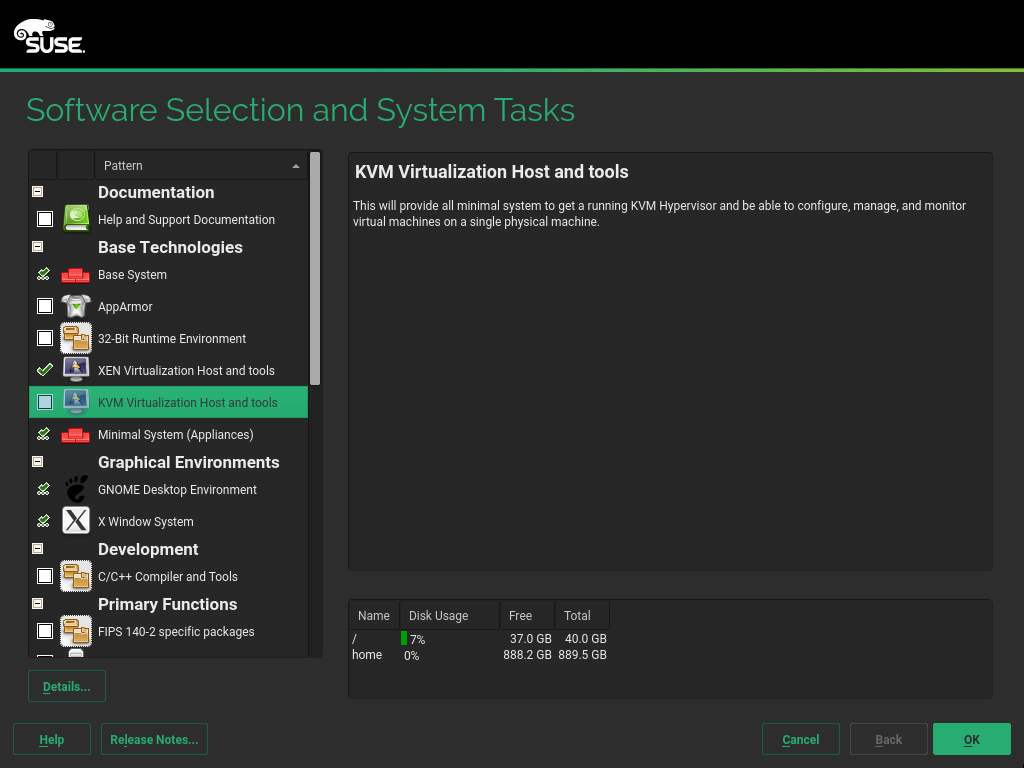 SUSE.
Software Selection and System Tasks
Pattern
Documentation
Help and Support Documentation
Base Technologies
Base System
AppArmor
32-Bit Runtime Environment
XEN Virtualization Host and tools
KVM Virtualization Host and tools
Minimal System (Appliances)
Graphical Environments
GNOME Desktop Environment
X Window System
Development
C/C++ Compiler and Tools
Primary Functions
FIPS 140-2 specific packages
Details...
KVM Virtualization Host and tools
This will provide all minimal system to get a running KVM Hypervisor and be able to configure, manage, and monitor
virtual machines on a single physical machine.
Name Disk Usage Free Total
/ 7% 37.0 GB 40.0 GB
home 0% 888.2 GB 889.5 GB
Help Release Notes... Cancel Back OK